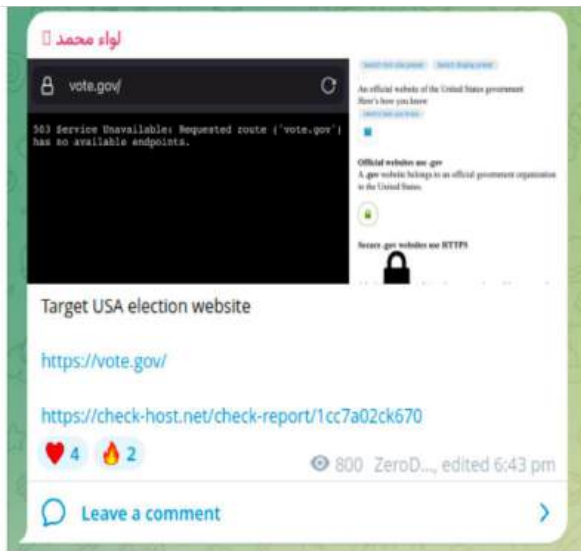 لواء محمد
vote.gov/
503 Service Unavailable: Requested route ('vote.gov')
has no available endpoints.
An official website of the United States government
Here's how you know
Official websites use .gov
A .gov website belongs to an official government organization
in the United States.
Secure .gov websites use HTTPS
Target USA election website
https://vote.gov/
https://check-host.net/check-report/1cc7a02ck670
4 2
800 ZeroD..., edited 6:43 pm
Leave a comment